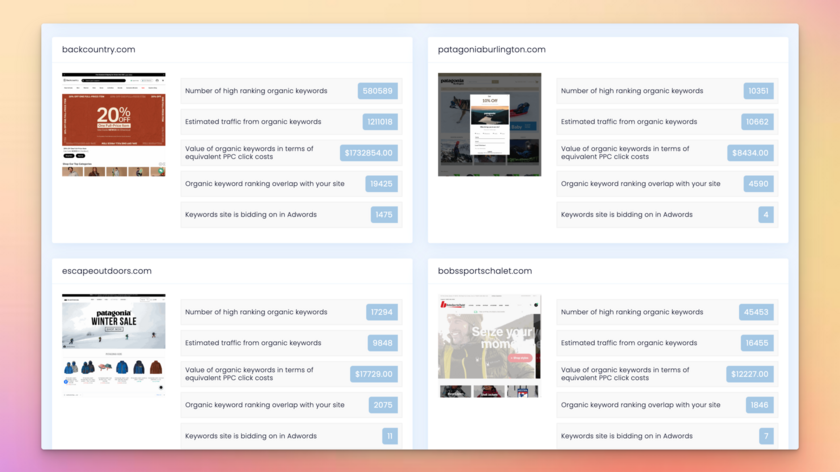 backcountry.com
20%
OFF
Number of high ranking organic keywords
580589
Estimated traffic from organic keywords
1211018
Value of organic keywords in terms of
equivalent PPC click costs
$1732854.00
Organic keyword ranking overlap with your site
19425
Keywords site is bidding on in Adwords
1475
patagoniaburlington.com
patagonia
Number of high ranking organic keywords
10351
Estimated traffic from organic keywords
10662
Value of organic keywords in terms of
equivalent PPC click costs
$8434.00
Organic keyword ranking overlap with your site
4590
Keywords site is bidding on in Adwords
4
escapeoutdoors.com
patagonia
WINTER SALE
Number of high ranking organic keywords
17294
Estimated traffic from organic keywords
9848
Value of organic keywords in terms of
equivalent PPC click costs
$17729.00
Organic keyword ranking overlap with your site
2075
Keywords site is bidding on in Adwords
11
bobssportschalet.com
Seize your
mom
Number of high ranking organic keywords
45453
Estimated traffic from organic keywords
16455
Value of organic keywords in terms of
equivalent PPC click costs
$12227.00
Organic keyword ranking overlap with your site
1846
Keywords site is bidding on in Adwords
7